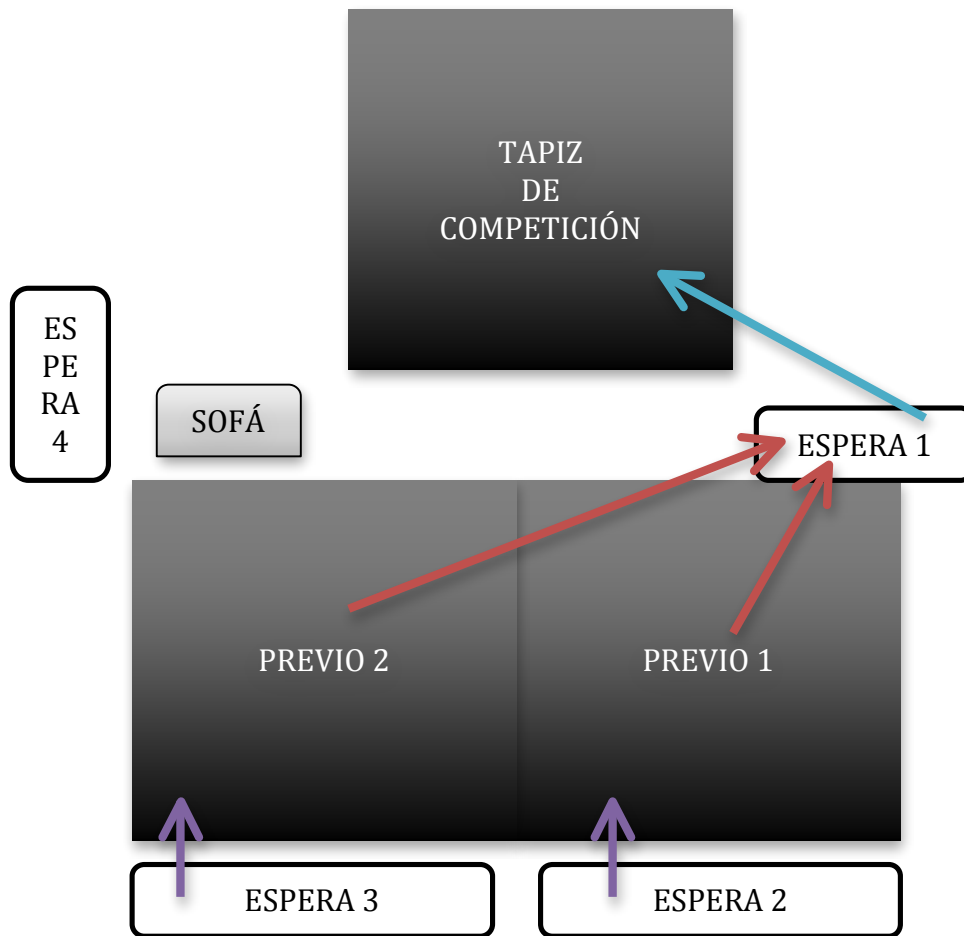 TAPIZ
DE
COMPETICIÓN
ES
PE
RA
4
SOFÁ
ESPERA 1
PREVIO 2
PREVIO 1
ESPERA 3
ESPERA 2